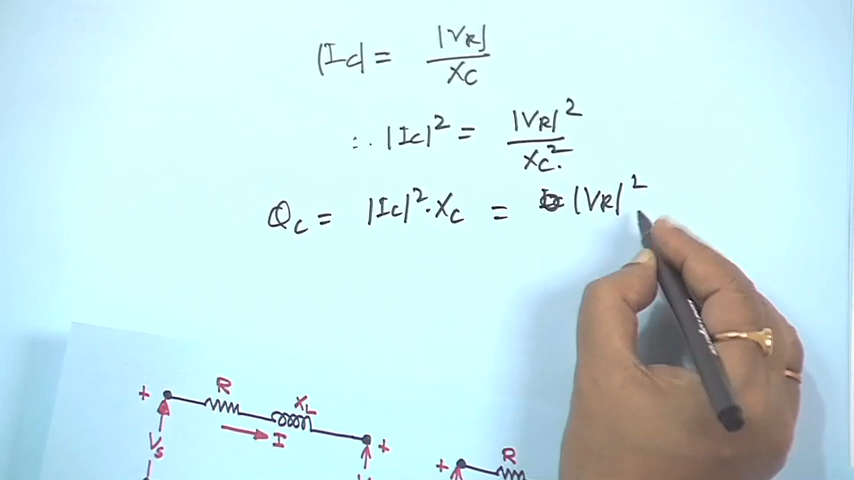 |Ic| = |VR| / Xc
∴ |Ic|² = |VR|² / Xc².
Qc = |Ic|² · Xc = |VR|²
R
XL
+
Vs
I
+
R
+